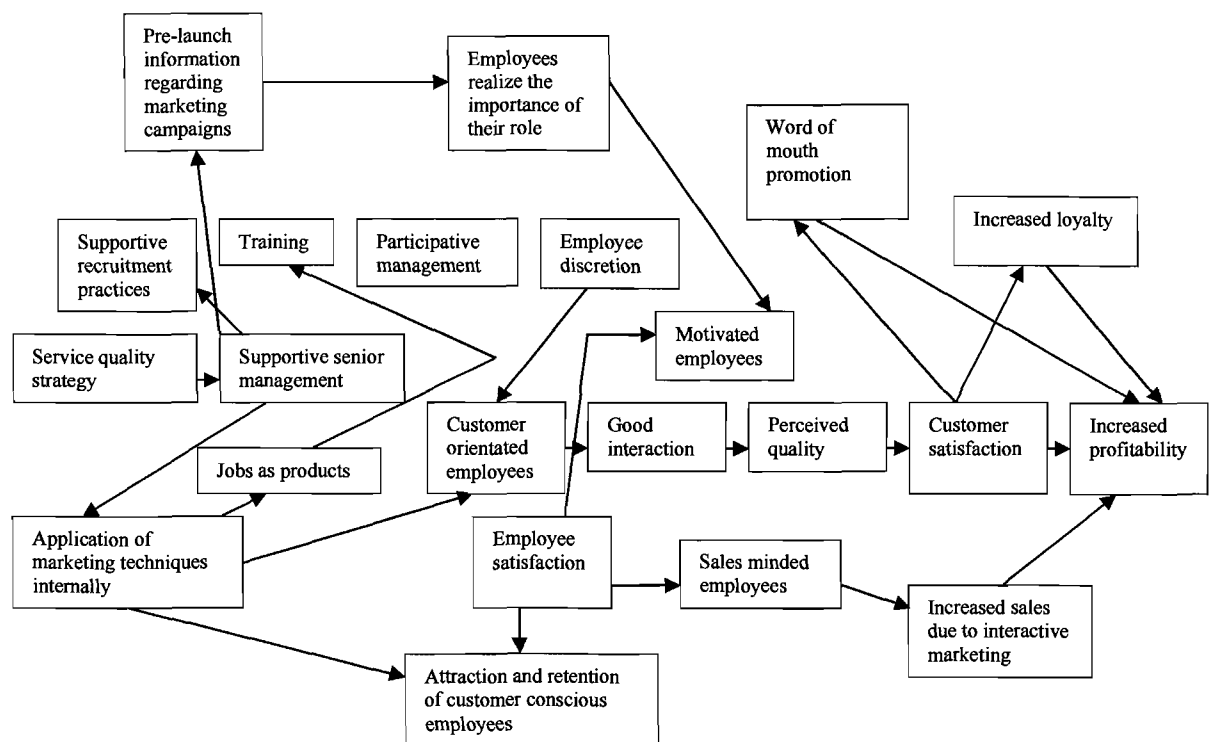 Pre-launch
information
regarding
marketing
campaigns
Employees
realize the
importance of
their role
Word of
mouth
promotion
Increased loyalty
Supportive
recruitment
practices
Training
Participative
management
Employee
discretion
Motivated
employees
Service quality
strategy
Supportive senior
management
Customer
orientated
employees
Good
interaction
Perceived
quality
Customer
satisfaction
Increased
profitability
Jobs as products
Application of
marketing techniques
internally
Employee
satisfaction
Sales minded
employees
Increased sales
due to interactive
marketing
Attraction and retention
of customer conscious
employees